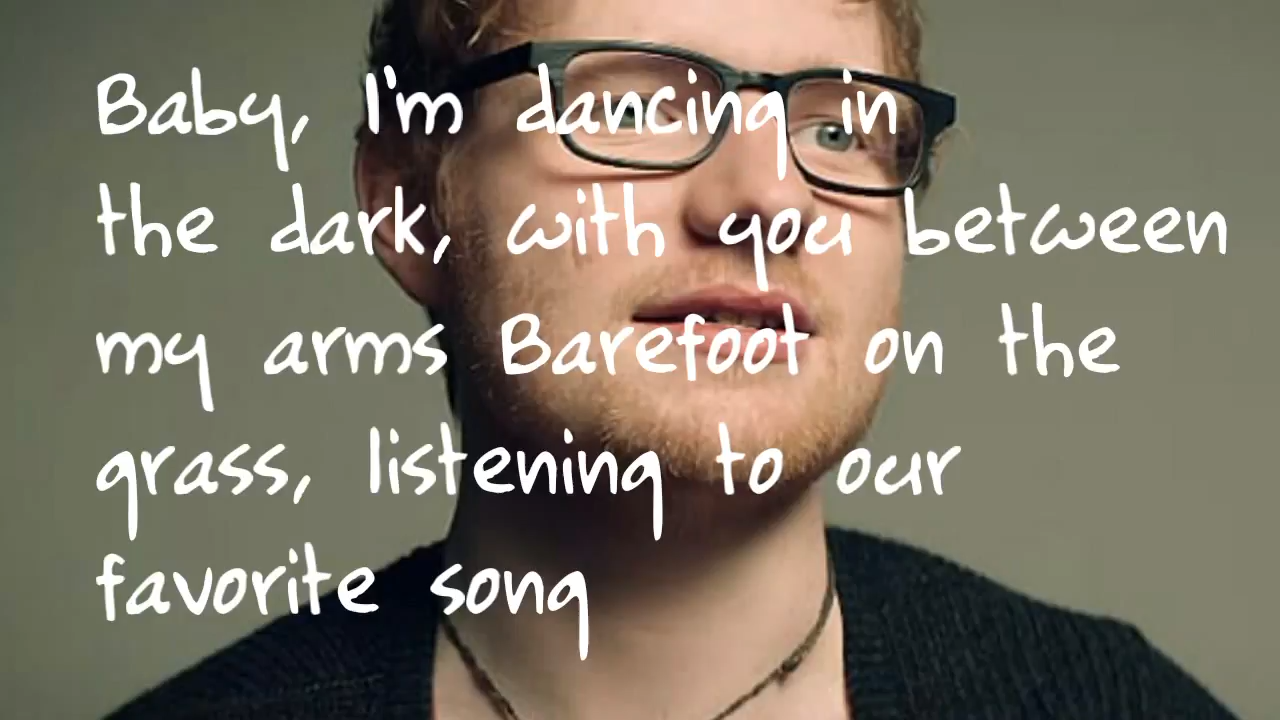 Baby, I'm dancing in
the dark, with you between
my arms Barefoot on the
grass, listening to our
favorite song